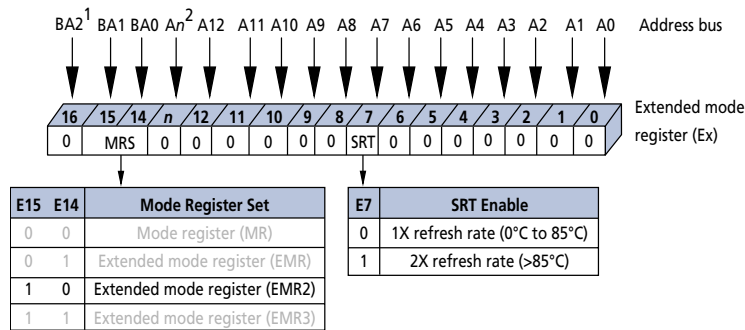 BA2¹ BA1 BA0 An² A12 A11 A10 A9 A8 A7 A6 A5 A4 A3 A2 A1 A0 Address bus
16 15 14 n 12 11 10 9 8 7 6 5 4 3 2 1 0 Extended mode
register (Ex)
0 MRS 0 0 0 0 0 0 SRT 0 0 0 0 0 0 0
E15 E14 Mode Register Set
0 0 Mode register (MR)
0 1 Extended mode register (EMR)
1 0 Extended mode register (EMR2)
1 1 Extended mode register (EMR3)
E7 SRT Enable
0 1X refresh rate (0°C to 85°C)
1 2X refresh rate (>85°C)